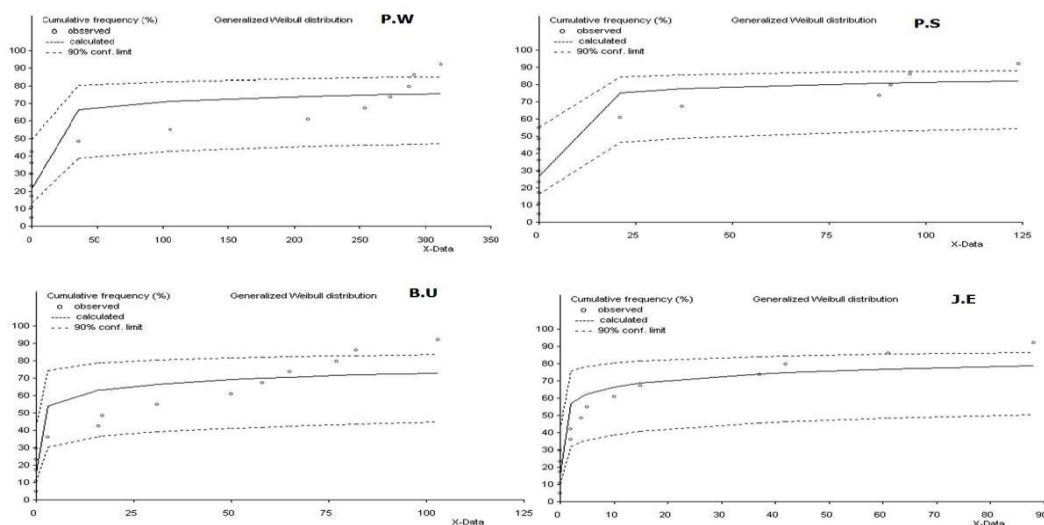 P.W
Cumulative frequency (%) Generalized Weibull distribution
observed
calculated
90% conf. limit
100
90
80
70
60
50
40
30
20
10
0
0 50 100 150 200 250 300 350
X-Data
P.S
Cumulative frequency (%) Generalized Weibull distribution
observed
calculated
90% conf. limit
100
90
80
70
60
50
40
30
20
10
0
0 25 50 75 100 125
X-Data
B.U
Cumulative frequency (%) Generalized Weibull distribution
observed
calculated
90% conf. limit
100
90
80
70
60
50
40
30
20
10
0
0 25 50 75 100 125
X-Data
J.E
Cumulative frequency (%) Generalized Weibull distribution
observed
calculated
90% conf. limit
100
90
80
70
60
50
40
30
20
10
0
0 10 20 30 40 50 60 70 80 90
X-Data